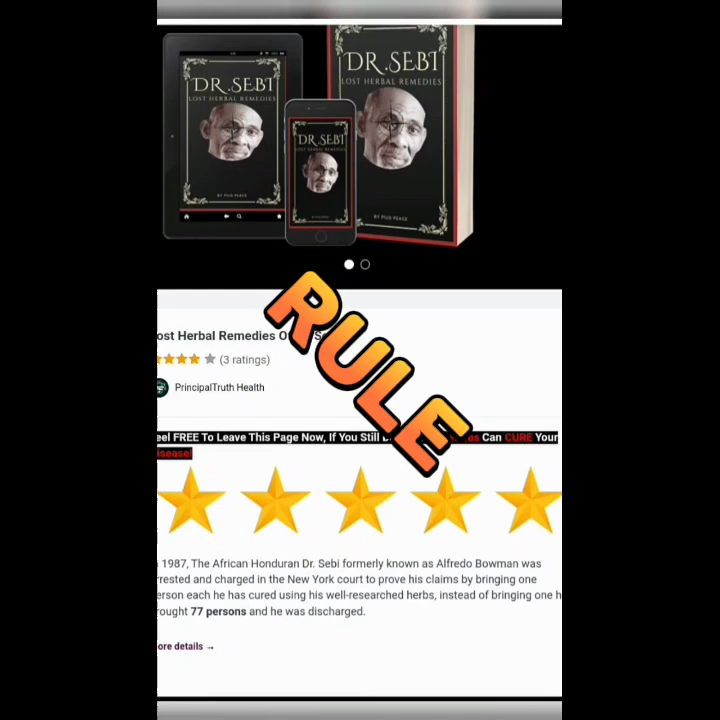 DR.SEBI
LOST HERBAL REMEDIES
BY PIUS PEACE
DR.SEBI
LOST HERBAL REMEDIES
DR.SEBI
LOST HERBAL REMEDIES
BY PIUS PEACE
RULE
ost Herbal Remedies O
(3 ratings)
PrincipalTruth Health
eel FREE To Leave This Page Now, If You Still Can CURE Your
isease!
1987, The African Honduran Dr. Sebi formerly known as Alfredo Bowman was
rrested and charged in the New York court to prove his claims by bringing one
erson each he has cured using his well-researched herbs, instead of bringing one h
rought 77 persons and he was discharged.
ore details →